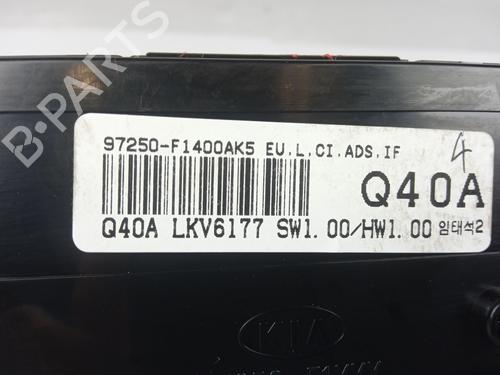 B-PARTS
97250-F1400AK5 EU.L.CI.ADS.IF
4
Q40A
Q40A LKV6177 SW1.00/HW1.00 임태석2
KIA